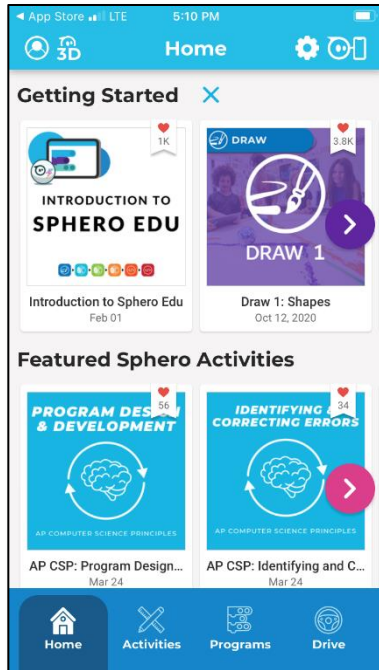 App Store LTE 5:10 PM
3D Home
Getting Started
1K
INTRODUCTION TO
SPHERO EDU
Introduction to Sphero Edu
Feb 01
DRAW 3.8K
DRAW 1
Draw 1: Shapes
Oct 12, 2020
Featured Sphero Activities
56
PROGRAM DESIGN
& DEVELOPMENT
AP COMPUTER SCIENCE PRINCIPLES
AP CSP: Program Design...
Mar 24
34
IDENTIFYING &
CORRECTING ERRORS
AP COMPUTER SCIENCE PRINCIPLES
AP CSP: Identifying and C...
Mar 24
Home Activities Programs Drive